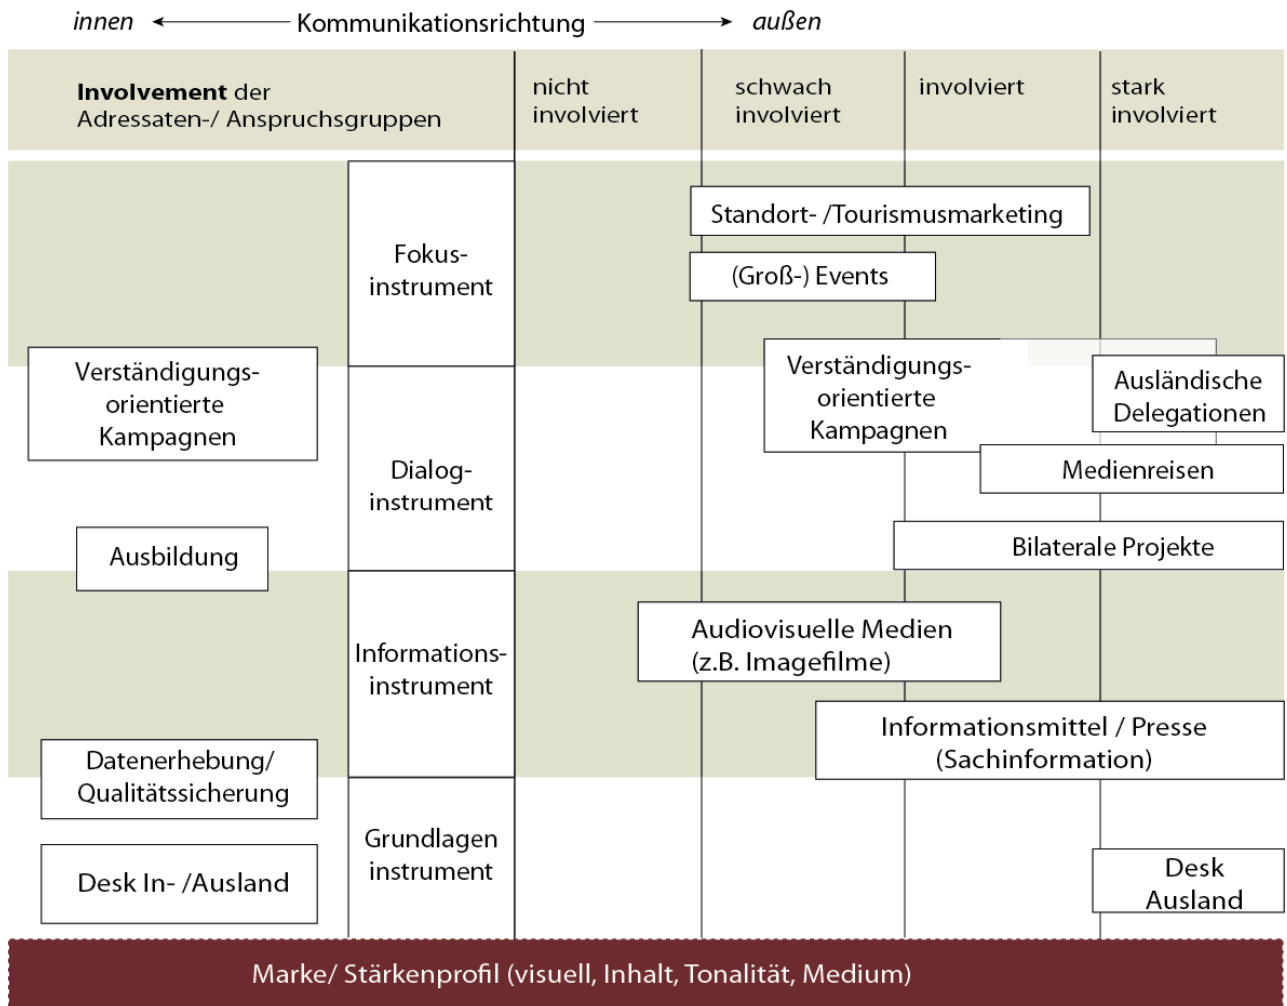 innen
Kommunikationsrichtung
außen
Involvement der
Adressaten-/ Anspruchsgruppen
nicht
involviert
schwach
involviert
involviert
stark
involviert
Fokus-
instrument
Standort- /Tourismusmarketing
(Groß-) Events
Verständigungs-
orientierte
Kampagnen
Verständigungs-
orientierte
Kampagnen
Ausländische
Delegationen
Dialog-
instrument
Medienreisen
Bilaterale Projekte
Ausbildung
Informations-
instrument
Audiovisuelle Medien
(z.B. Imagefilme)
Informationsmittel / Presse
(Sachinformation)
Datenerhebung/
Qualitätssicherung
Grundlagen
instrument
Desk In- /Ausland
Desk
Ausland
Marke/ Stärkenprofil (visuell, Inhalt, Tonalität, Medium)